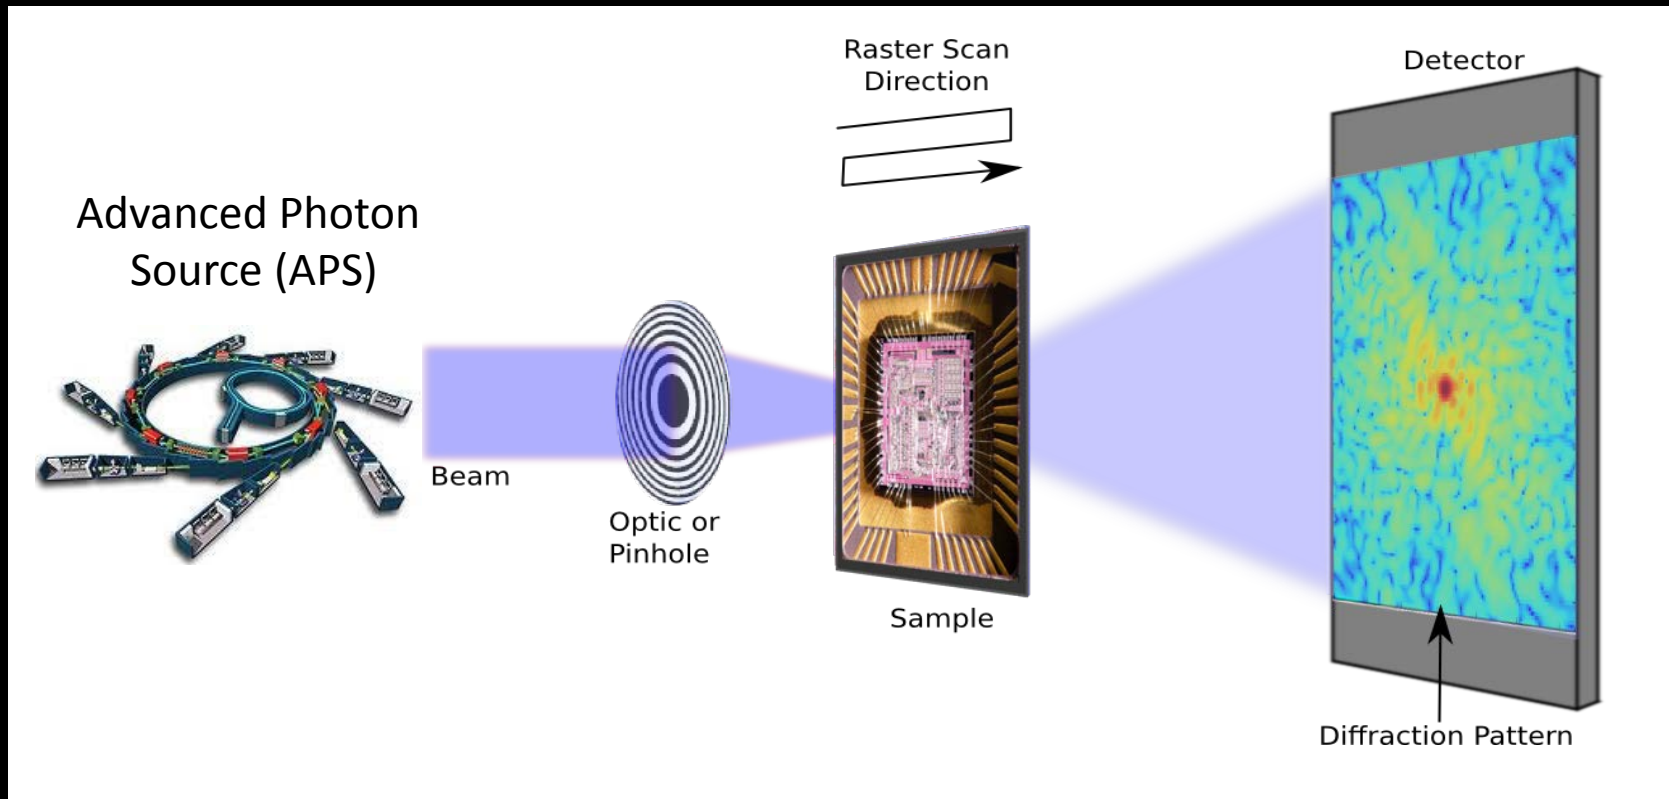 Raster Scan
Direction
Detector
Advanced Photon
Source (APS)
Beam
Optic or
Pinhole
Sample
Diffraction Pattern